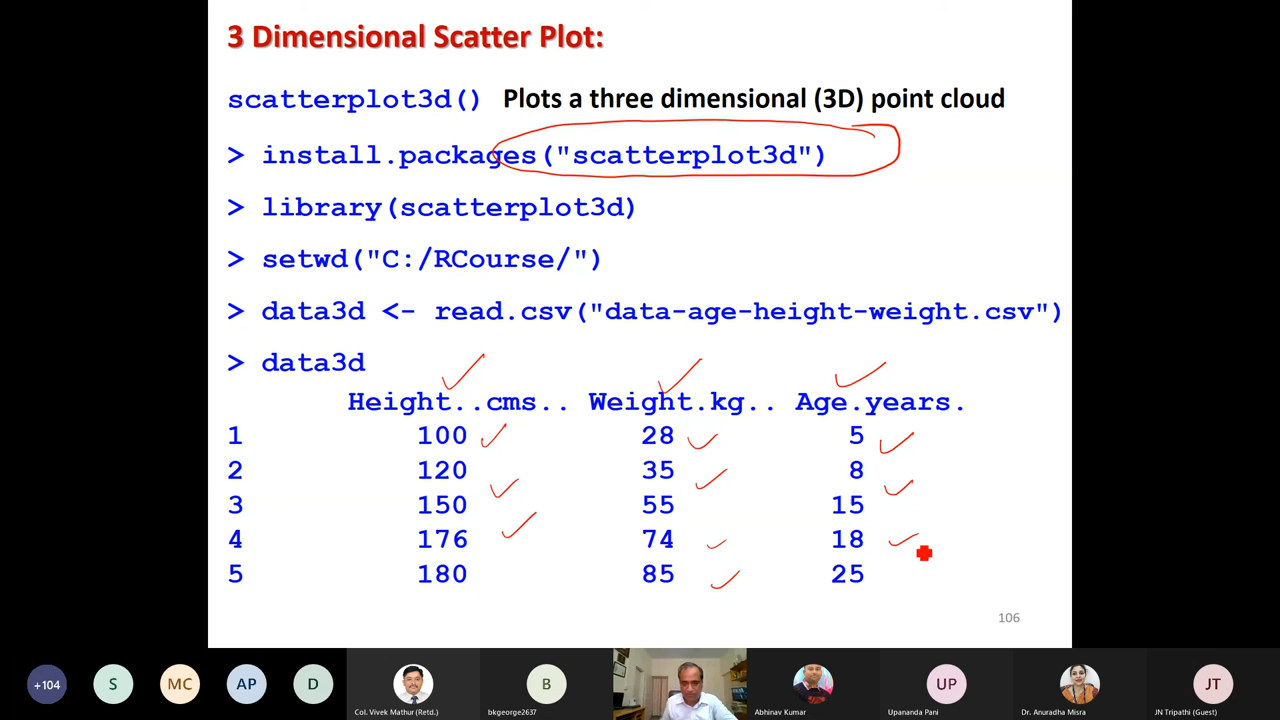 3 Dimensional Scatter Plot:
scatterplot3d() Plots a three dimensional (3D) point cloud
> install.packages("scatterplot3d")
> library(scatterplot3d)
> setwd("C:/RCourse/")
> data3d <- read.csv("data-age-height-weight.csv")
> data3d
Height..cms.. Weight.kg.. Age.years.
1 100 28 5
2 120 35 8
3 150 55 15
4 176 74 18
5 180 85 25
106
+104 S MC AP D B UP JT
Col. Vivek Mathur (Retd.) bkgeorge2637 Abhinav Kumar Upananda Pani Dr. Anuradha Misra JN Tripathi (Guest)